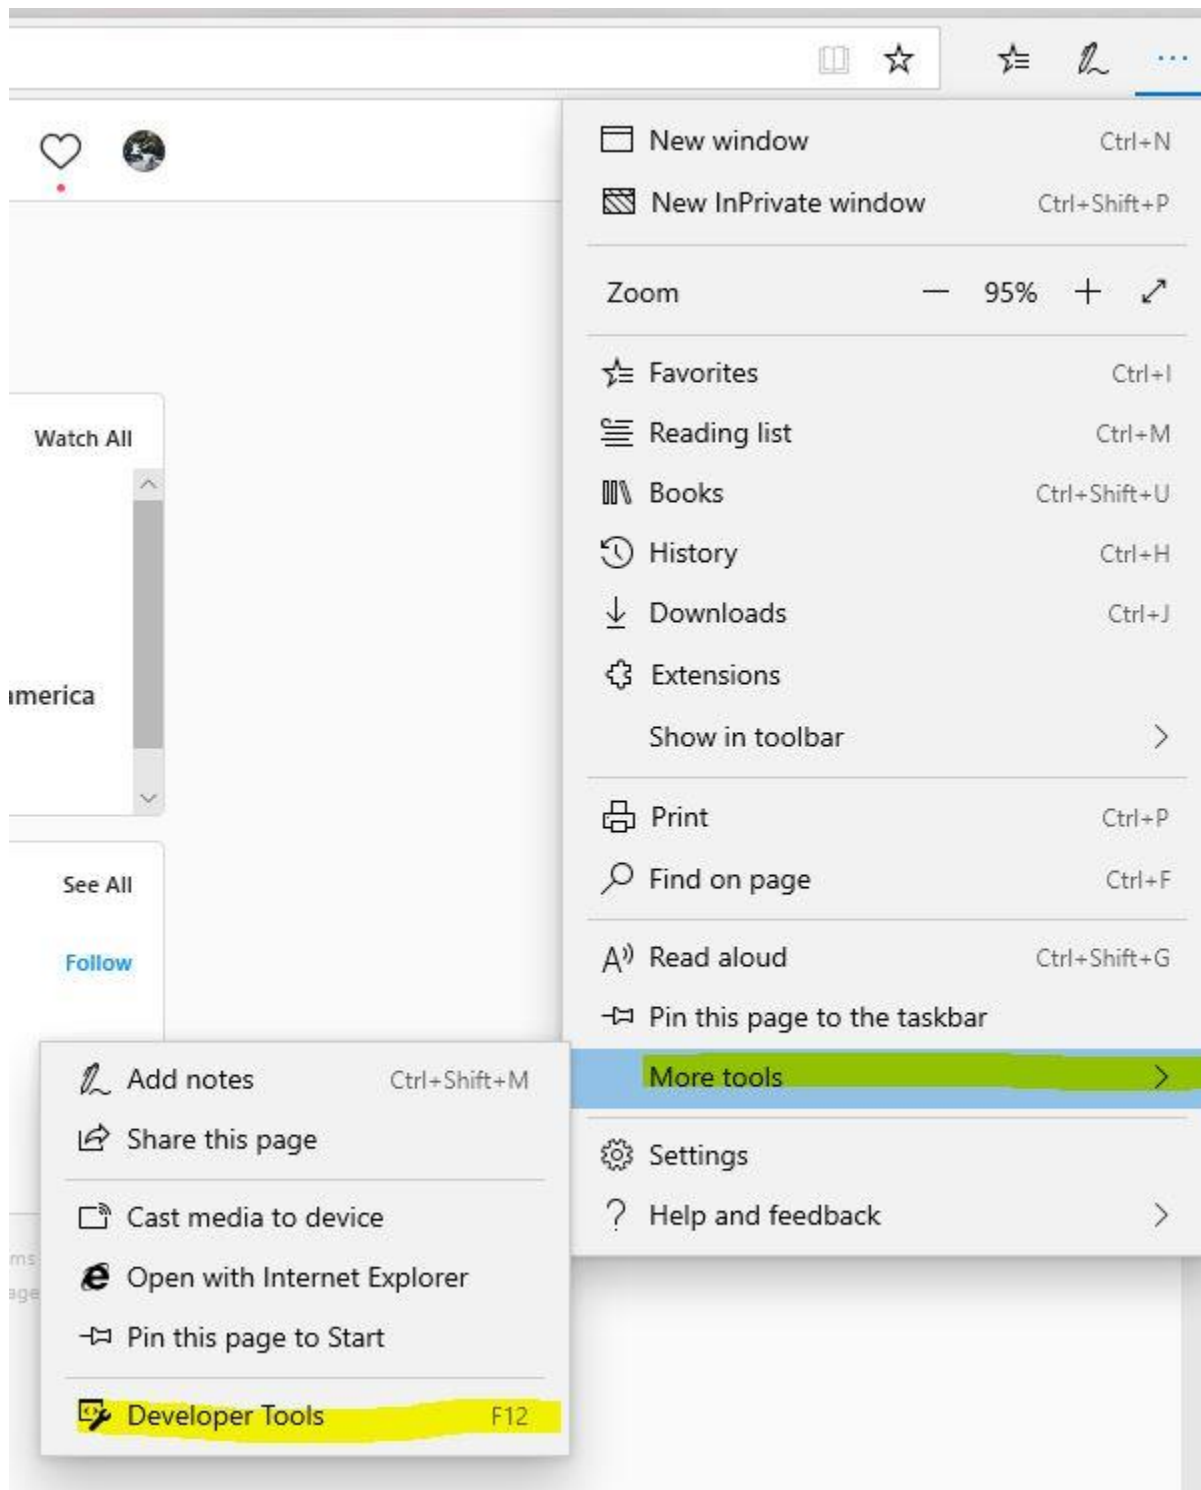 New window Ctrl+N
New InPrivate window Ctrl+Shift+P
Zoom — 95% +
Favorites Ctrl+I
Watch All
Reading list Ctrl+M
Books Ctrl+Shift+U
History Ctrl+H
Downloads Ctrl+J
america
Extensions
Show in toolbar
Print Ctrl+P
See All
Find on page Ctrl+F
Follow
Read aloud Ctrl+Shift+G
Pin this page to the taskbar
More tools
Settings
Help and feedback
Add notes Ctrl+Shift+M
Share this page
Cast media to device
Open with Internet Explorer
Pin this page to Start
Developer Tools F12